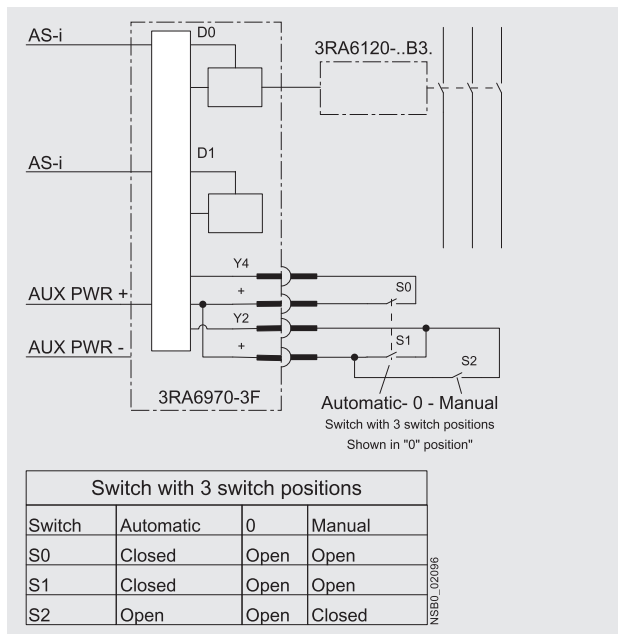 AS-i
D0
3RA6120-..B3.
AS-i
D1
Y4
+
S0
AUX PWR +
Y2
S1
AUX PWR -
+
S2
3RA6970-3F
Automatic- 0 - Manual
Switch with 3 switch positions
Shown in "0" position"
Switch with 3 switch positions
Switch Automatic 0 Manual
S0 Closed Open Open
S1 Closed Open Open
S2 Open Open Closed
NSB0_02096